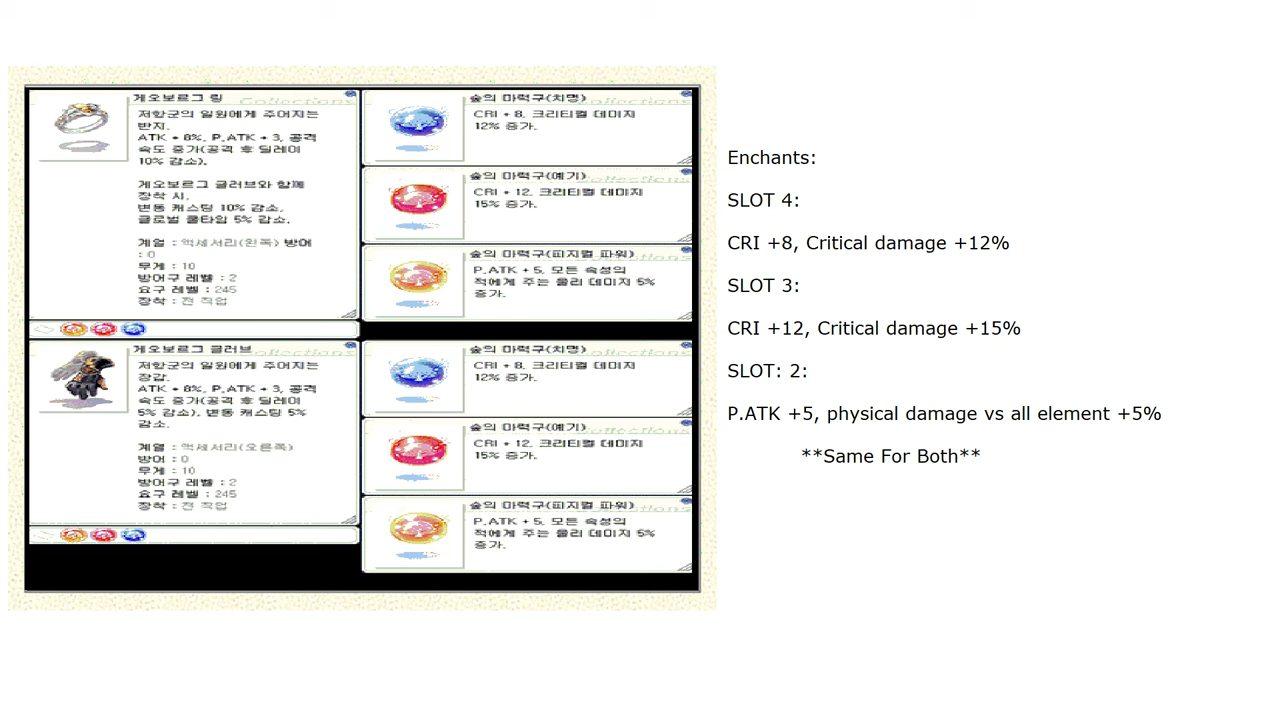 게오보르그 링
저항군의 일원에게 주어지는
반지.
ATK + 8%, P.ATK + 3, 공격
속도 증가(공격 후 딜레이
10% 감소).
게오보르그 글러브와 함께
장착 시,
변동 캐스팅 10% 감소,
글로벌 쿨타임 5% 감소.
계열 : 액세서리(왼쪽) 방어
: 0
무게 : 10
방어구 레벨 : 2
요구 레벨 : 245
장착 : 전 직업
숲의 마력구(치명)
CRI + 8, 크리티컬 데미지
12% 증가.
숲의 마력구(예기)
CRI + 12, 크리티컬 데미지
15% 증가.
숲의 마력구(피지컬 파워)
P.ATK + 5, 모든 속성의
적에게 주는 물리 데미지 5%
증가.
게오보르그 글러브
저항군의 일원에게 주어지는
장갑.
ATK + 8%, P.ATK + 3, 공격
속도 증가(공격 후 딜레이
5% 감소), 변동 캐스팅 5%
감소.
계열 : 액세서리(오른쪽)
방어 : 0
무게 : 10
방어구 레벨 : 2
요구 레벨 : 245
장착 : 전 직업
숲의 마력구(치명)
CRI + 8, 크리티컬 데미지
12% 증가.
숲의 마력구(예기)
CRI + 12, 크리티컬 데미지
15% 증가.
숲의 마력구(피지컬 파워)
P.ATK + 5, 모든 속성의
적에게 주는 물리 데미지 5%
증가.
Enchants:
SLOT 4:
CRI +8, Critical damage +12%
SLOT 3:
CRI +12, Critical damage +15%
SLOT: 2:
P.ATK +5, physical damage vs all element +5%
**Same For Both**